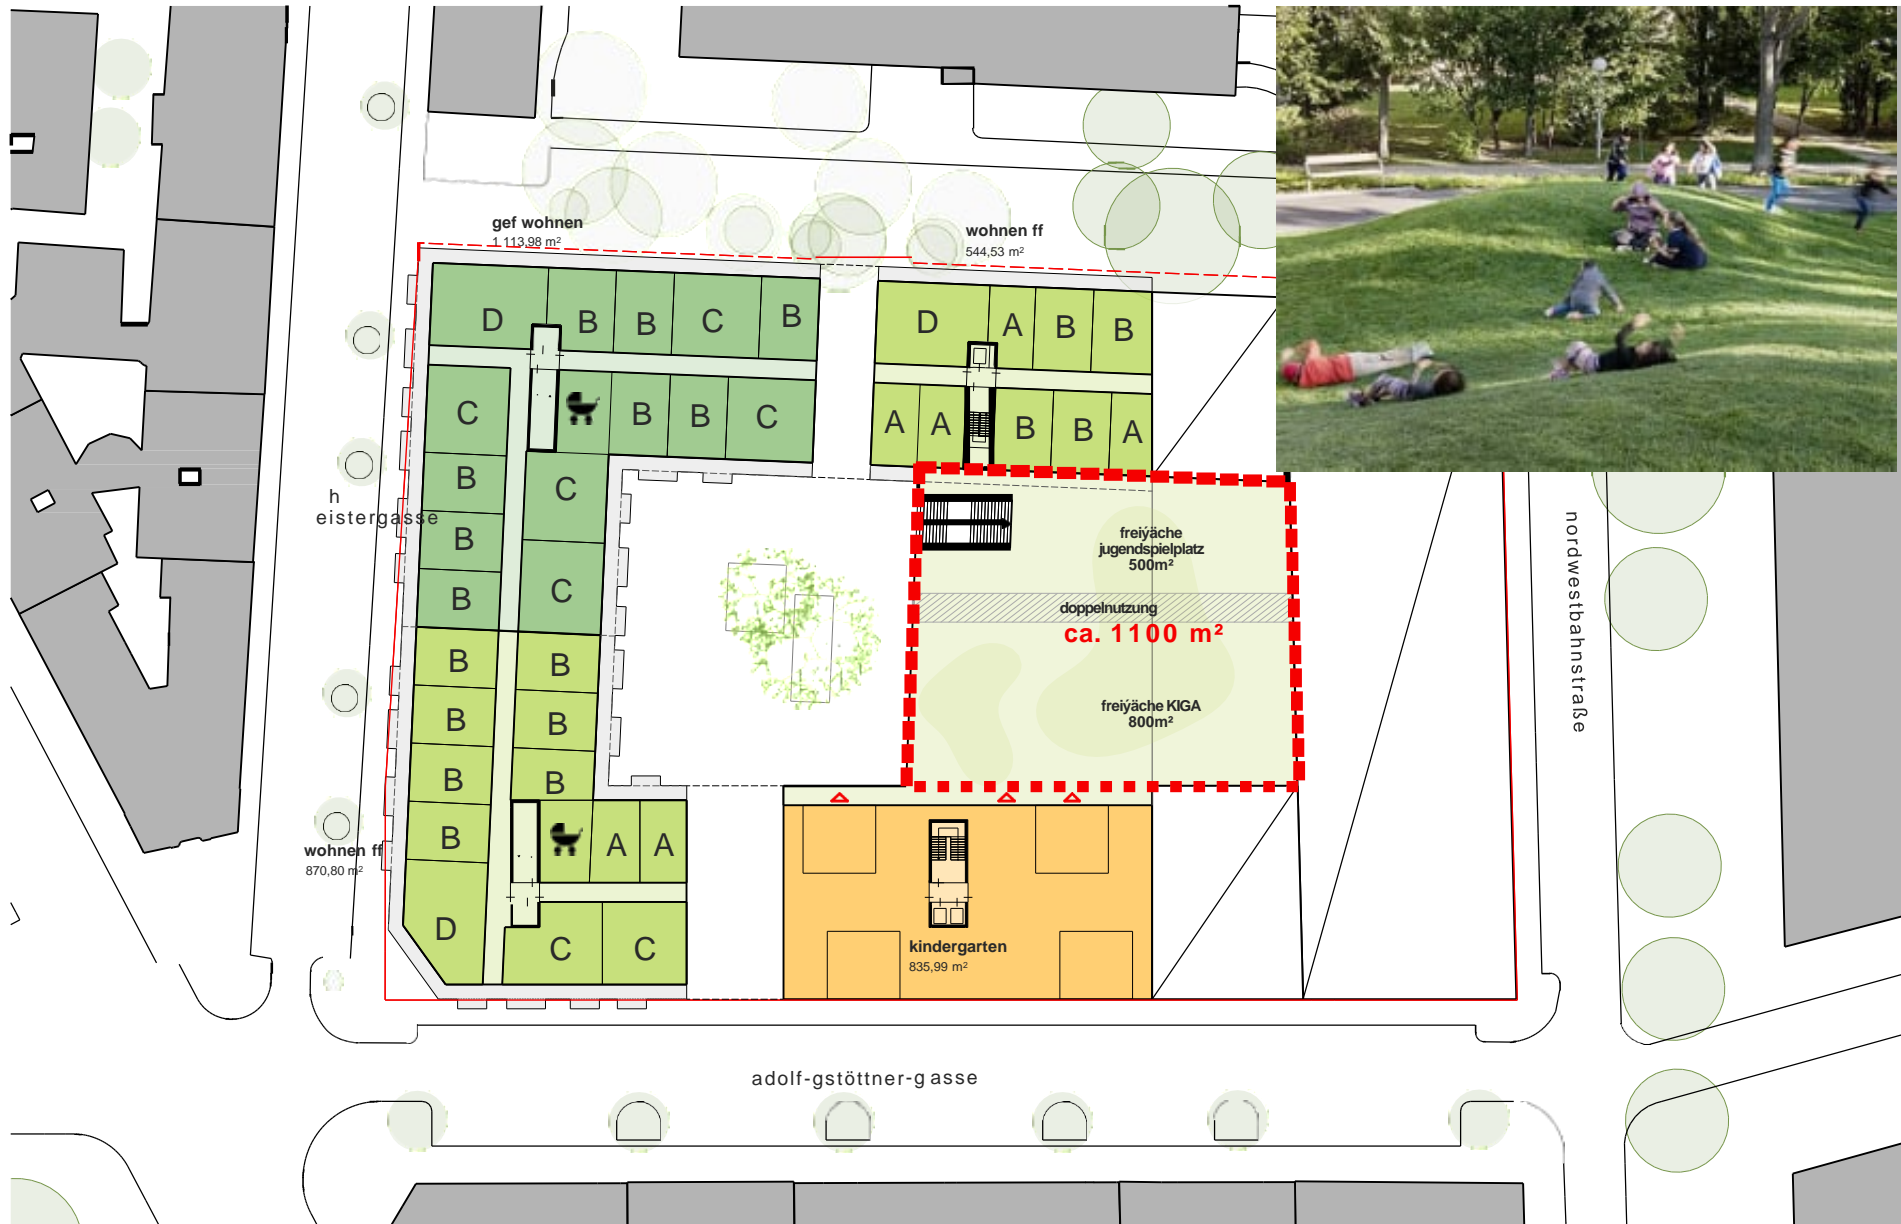 gef wohnen
1 113,98 m²
wohnen ff
544,53 m²
D B B C B
D A B B
C B B C
A A B B A
B C
h
eistergasse
B
C
B
B B
B B
B B
B A A
wohnen ff
870,80 m²
D C C
freiýäche
jugendspielplatz
500m²
doppelnutzung
ca. 1100 m²
freiýäche KIGA
800m²
kindergarten
835,99 m²
nordwestbahnstraße
adolf-gstöttner-gasse